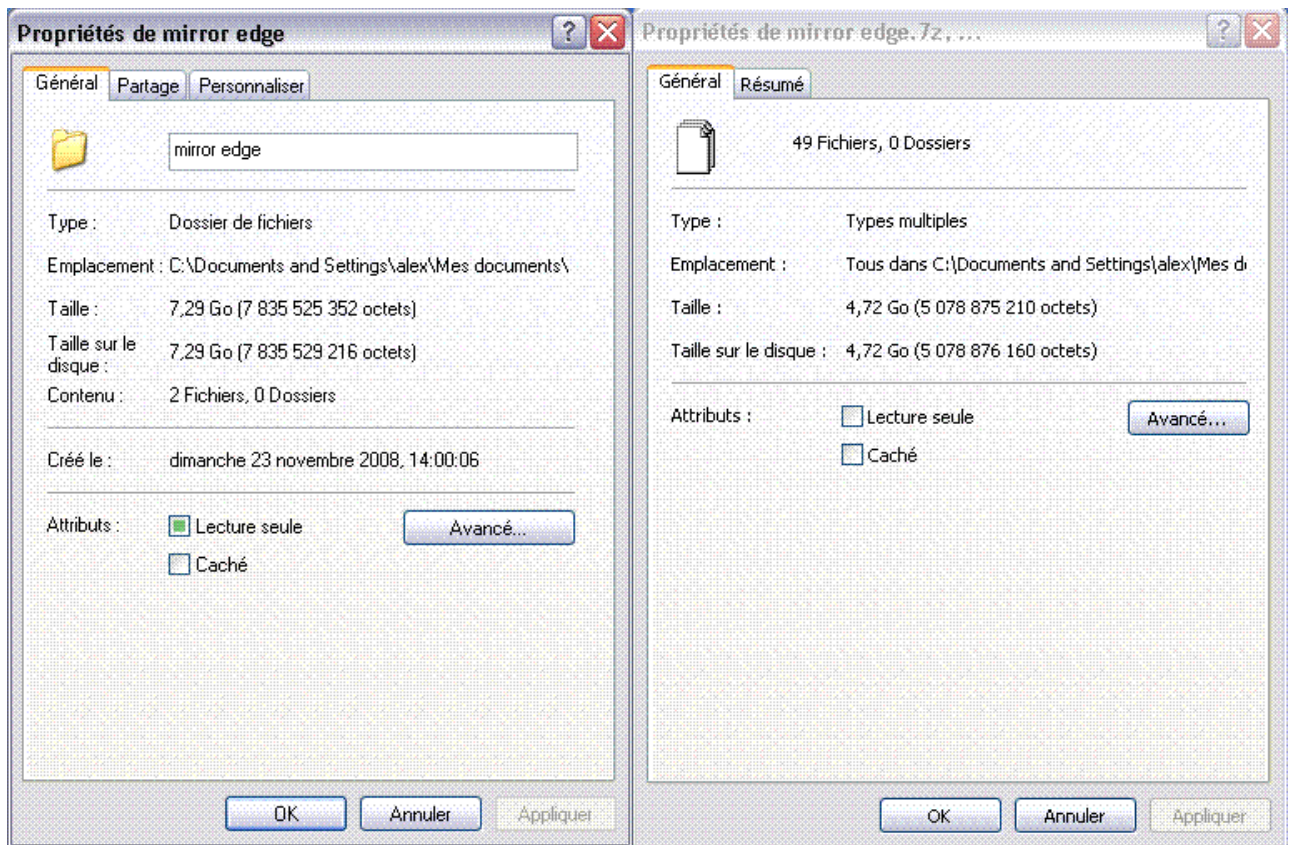 Propriétés de mirror edge
Général Partage Personnaliser
mirror edge
Type : Dossier de fichiers
Emplacement : C:\Documents and Settings\alex\Mes documents\
Taille : 7,29 Go (7 835 525 352 octets)
Taille sur le
disque : 7,29 Go (7 835 529 216 octets)
Contenu : 2 Fichiers, 0 Dossiers
Créé le : dimanche 23 novembre 2008, 14:00:06
Attributs : Lecture seule Avancé...
Caché
OK Annuler Appliquer
Propriétés de mirror edge.7z, ...
Général Résumé
49 Fichiers, 0 Dossiers
Type : Types multiples
Emplacement : Tous dans C:\Documents and Settings\alex\Mes
Taille : 4,72 Go (5 078 875 210 octets)
Taille sur le disque : 4,72 Go (5 078 876 160 octets)
Attributs : Lecture seule Avancé...
Caché
OK Annuler Appliquer